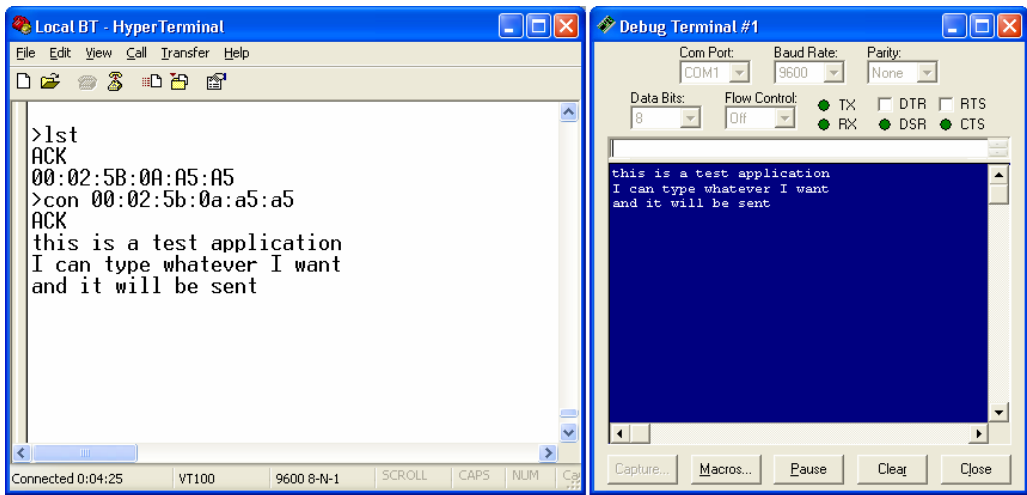 Local BT - HyperTerminal
File Edit View Call Transfer Help
>lst
ACK
00:02:5B:0A:A5:A5
>con 00:02:5b:0a:a5:a5
ACK
this is a test application
I can type whatever I want
and it will be sent
Connected 0:04:25 VT100 9600 8-N-1 SCROLL CAPS NUM
Debug Terminal #1
Com Port: Baud Rate: Parity:
COM1 9600 None
Data Bits: Flow Control: TX DTR RTS
8 Off RX DSR CTS
this is a test application
I can type whatever I want
and it will be sent
Capture... Macros... Pause Clear Close